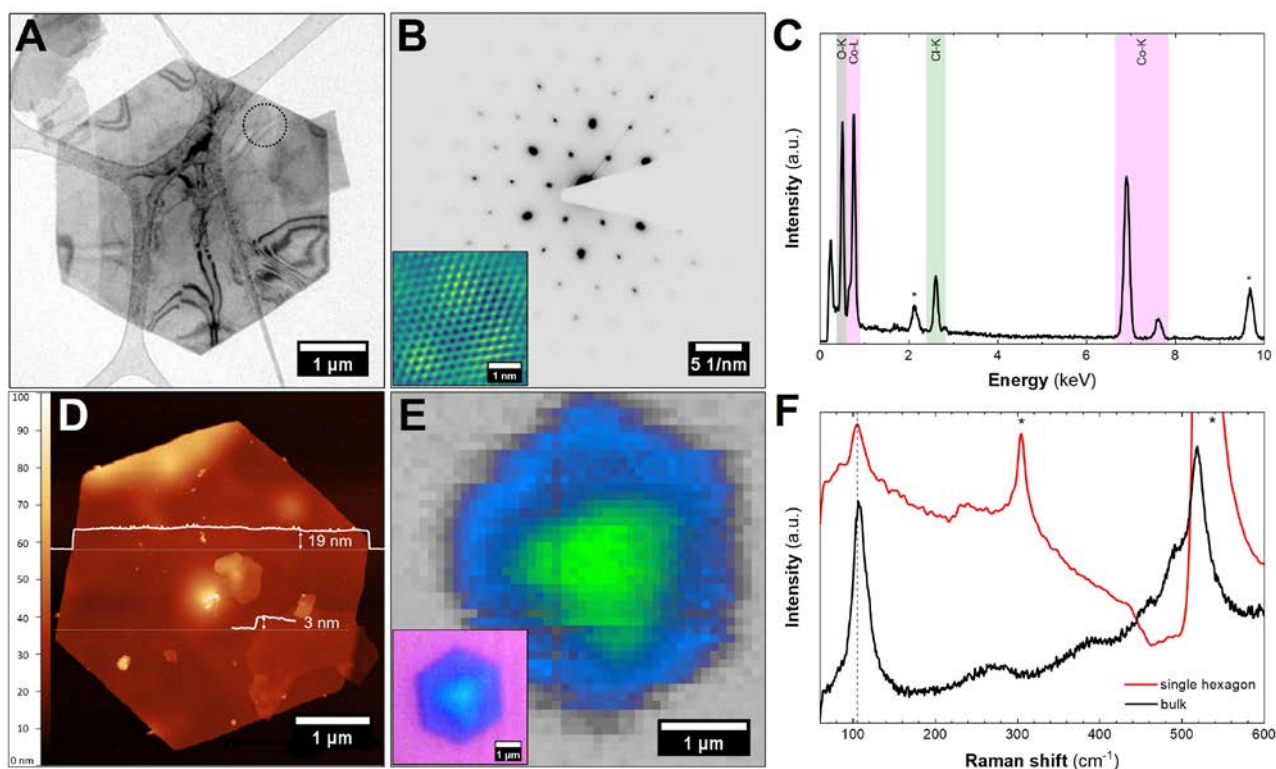 A
1 µm
B
1 nm
5 1/nm
C
O-K
Co-L
Cl-K
Co-K
*
*
Intensity (a.u.)
0
2
4
6
8
10
Energy (keV)
D
100
90
80
70
60
50
40
30
20
10
0 nm
19 nm
3 nm
1 µm
E
1 µm
1 µm
F
*
*
Intensity (a.u.)
single hexagon
bulk
100
200
300
400
500
600
Raman shift (cm⁻¹)